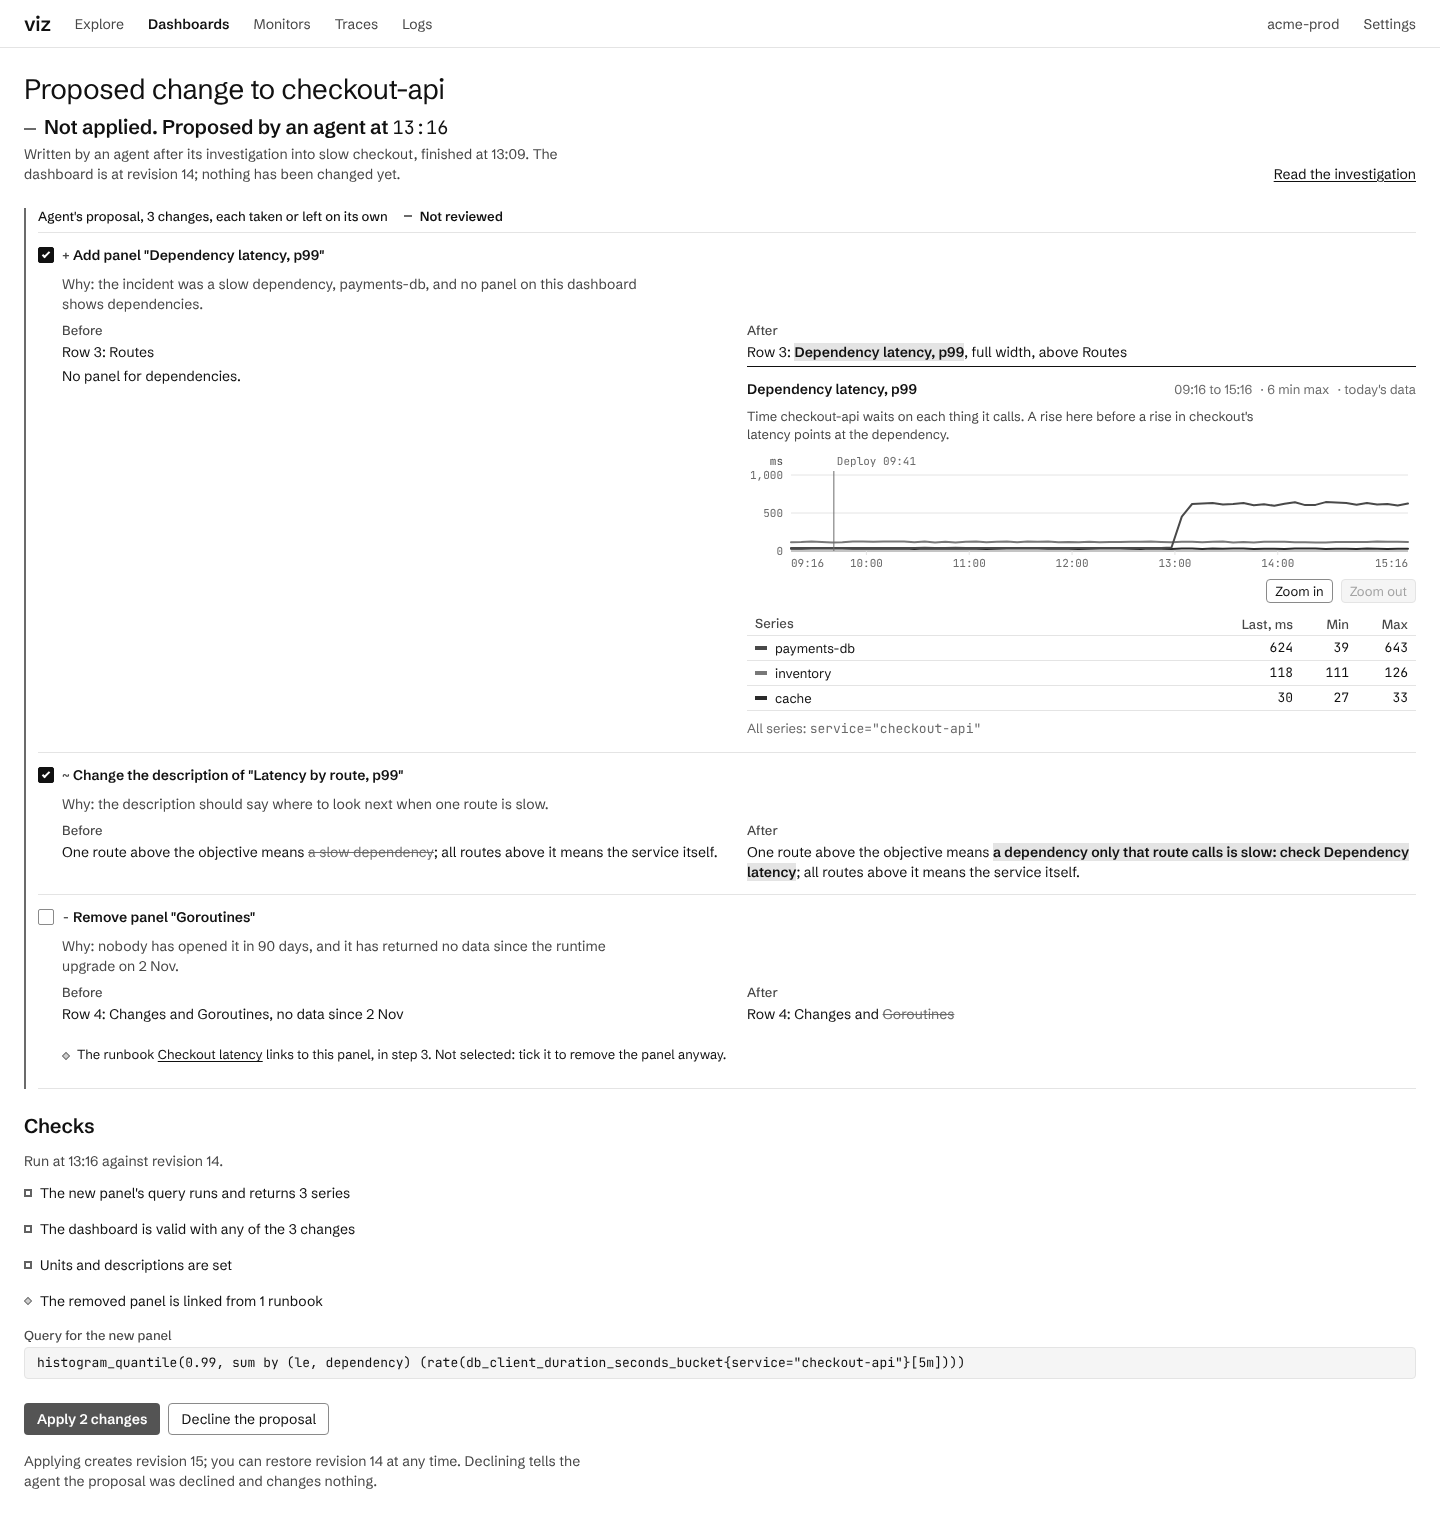 viz Explore Dashboards Monitors Traces Logs acme-prod Settings
Proposed change to checkout-api
— Not applied. Proposed by an agent at 13:16
Written by an agent after its investigation into slow checkout, finished at 13:09. The
dashboard is at revision 14; nothing has been changed yet.
Read the investigation
Agent's proposal, 3 changes, each taken or left on its own — Not reviewed
+ Add panel "Dependency latency, p99"
Why: the incident was a slow dependency, payments-db, and no panel on this dashboard
shows dependencies.
Before
Row 3: Routes
No panel for dependencies.
After
Row 3: Dependency latency, p99, full width, above Routes
Dependency latency, p99 09:16 to 15:16 · 6 min max · today's data
Time checkout-api waits on each thing it calls. A rise here before a rise in checkout's
latency points at the dependency.
ms Deploy 09:41
1,000
500
0
09:16 10:00 11:00 12:00 13:00 14:00 15:16
Zoom in Zoom out
Series Last, ms Min Max
payments-db 624 39 643
inventory 118 111 126
cache 30 27 33
All series: service="checkout-api"
~ Change the description of "Latency by route, p99"
Why: the description should say where to look next when one route is slow.
Before
One route above the objective means a slow dependency; all routes above it means the service itself.
After
One route above the objective means a dependency only that route calls is slow: check Dependency
latency; all routes above it means the service itself.
- Remove panel "Goroutines"
Why: nobody has opened it in 90 days, and it has returned no data since the runtime
upgrade on 2 Nov.
Before
Row 4: Changes and Goroutines, no data since 2 Nov
After
Row 4: Changes and Goroutines
The runbook Checkout latency links to this panel, in step 3. Not selected: tick it to remove the panel anyway.
Checks
Run at 13:16 against revision 14.
The new panel's query runs and returns 3 series
The dashboard is valid with any of the 3 changes
Units and descriptions are set
The removed panel is linked from 1 runbook
Query for the new panel
histogram_quantile(0.99, sum by (le, dependency) (rate(db_client_duration_seconds_bucket{service="checkout-api"}[5m])))
Apply 2 changes Decline the proposal
Applying creates revision 15; you can restore revision 14 at any time. Declining tells the
agent the proposal was declined and changes nothing.